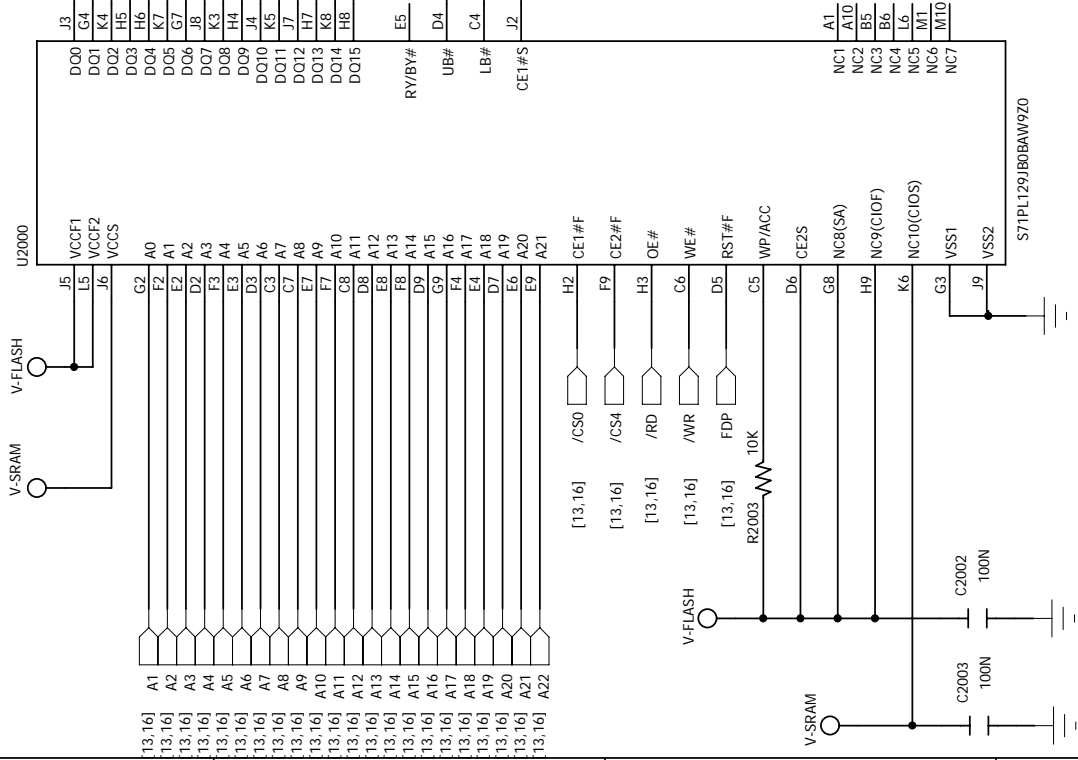 U2000
S71PL129JB0BAW9Z0
J3 DQ0
G4 DQ1
K4 DQ2
H5 DQ3
H6 DQ4
K7 DQ5
G7 DQ6
J8 DQ7
K3 DQ8
H4 DQ9
J4 DQ10
K5 DQ11
J7 DQ12
H7 DQ13
K8 DQ14
H8 DQ15
E5 RY/BY#
D4 UB#
C4 LB#
J2 CE1#S
A1 NC1
A10 NC2
B5 NC3
B6 NC4
L6 NC5
M1 NC6
M10 NC7
V-FLASH
J5 VCCF1
L5 VCCF2
V-SRAM
J6 VCCS
13,16] A1 G2 A0
13,16] A2 F2 A1
13,16] A3 E2 A2
13,16] A4 D2 A3
13,16] A5 F3 A4
13,16] A6 E3 A5
13,16] A7 D3 A6
13,16] A8 C3 A7
13,16] A9 C7 A8
13,16] A10 E7 A9
13,16] A11 F7 A10
13,16] A12 C8 A11
13,16] A13 D8 A12
13,16] A14 E8 A13
13,16] A15 F8 A14
13,16] A16 D9 A15
13,16] A17 G9 A16
13,16] A18 F4 A17
13,16] A19 E4 A18
13,16] A20 D7 A19
13,16] A21 E6 A20
13,16] A22 E9 A21
[13,16] /CS0 H2 CE1#F
[13,16] /CS4 F9 CE2#F
[13,16] /RD H3 OE#
[13,16] /WR C6 WE#
[13,16] FDP D5 RST#F
R2003 10K C5 WP/ACC
D6 CE2S
G8 NC8(SA)
H9 NC9(CIOF)
K6 NC10(CIOS)
G3 VSS1
J9 VSS2
V-FLASH
C2002
100N
V-SRAM
C2003
100N